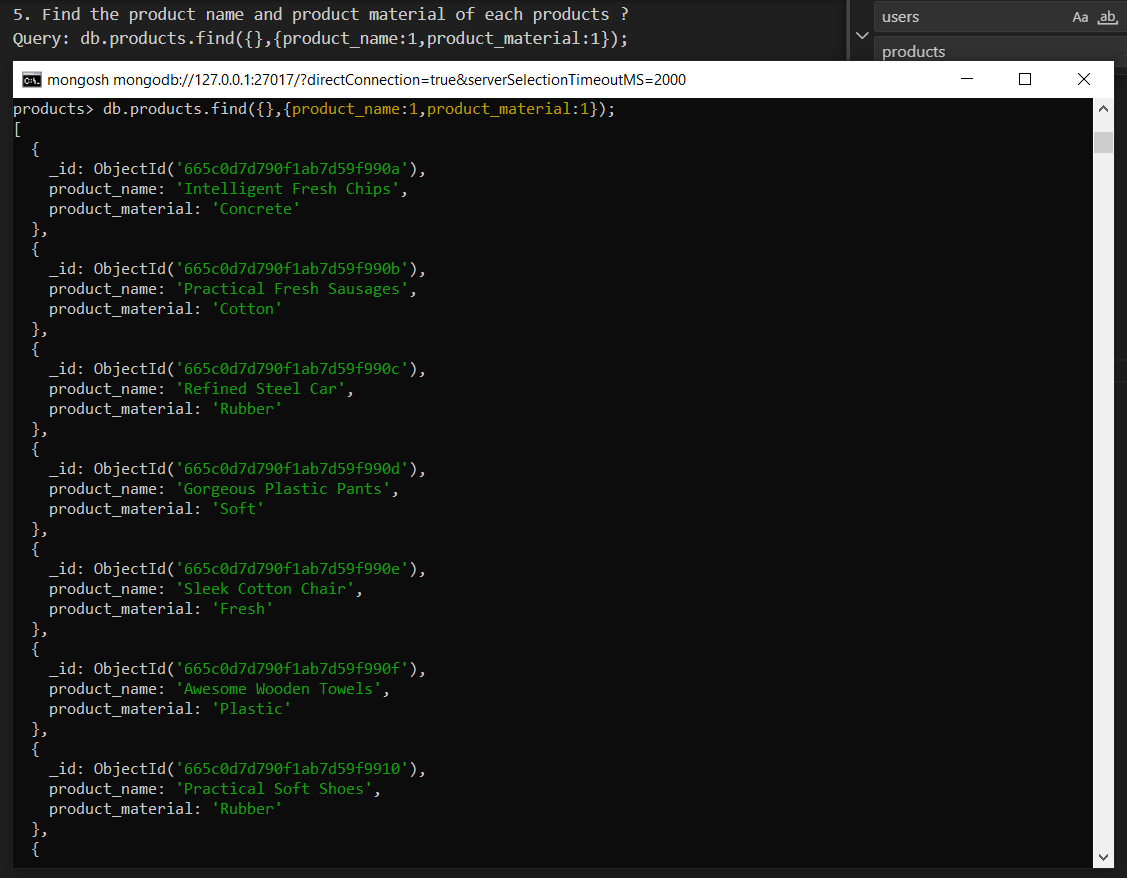 5. Find the product name and product material of each products ?
Query: db.products.find({},{product_name:1,product_material:1});
users
Aa
ab,
products
mongosh mongodb://127.0.0.1:27017/?directConnection=true&serverSelectionTimeoutMS=2000
products> db.products.find({},{product_name:1,product_material:1});
[
{
_id: ObjectId('665c0d7d790f1ab7d59f990a'),
product_name: 'Intelligent Fresh Chips',
product_material: 'Concrete'
},
{
_id: ObjectId('665c0d7d790f1ab7d59f990b'),
product_name: 'Practical Fresh Sausages',
product_material: 'Cotton'
},
{
_id: ObjectId('665c0d7d790f1ab7d59f990c'),
product_name: 'Refined Steel Car',
product_material: 'Rubber'
},
{
_id: ObjectId('665c0d7d790f1ab7d59f990d'),
product_name: 'Gorgeous Plastic Pants',
product_material: 'Soft'
},
{
_id: ObjectId('665c0d7d790f1ab7d59f990e'),
product_name: 'Sleek Cotton Chair',
product_material: 'Fresh'
},
{
_id: ObjectId('665c0d7d790f1ab7d59f990f'),
product_name: 'Awesome Wooden Towels',
product_material: 'Plastic'
},
{
_id: ObjectId('665c0d7d790f1ab7d59f9910'),
product_name: 'Practical Soft Shoes',
product_material: 'Rubber'
},
{